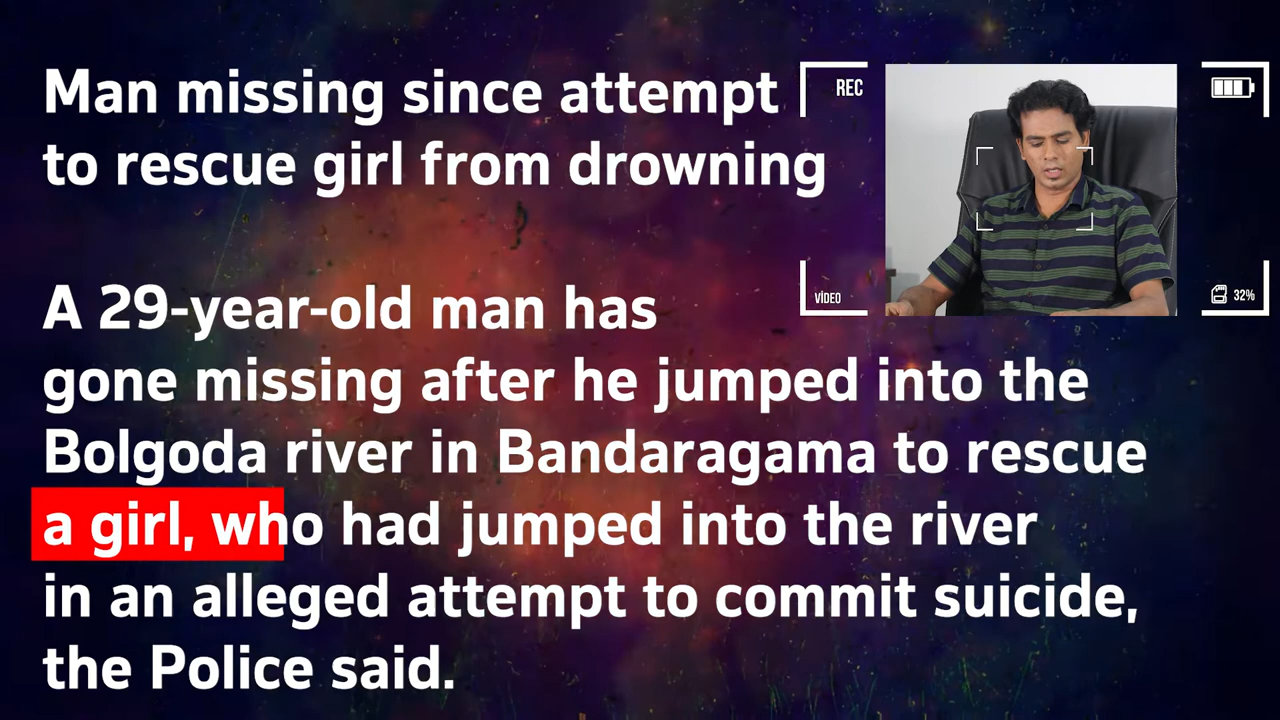 Man missing since attempt
to rescue girl from drowning
REC
VİDEO
32%
A 29-year-old man has
gone missing after he jumped into the
Bolgoda river in Bandaragama to rescue
a girl, who had jumped into the river
in an alleged attempt to commit suicide,
the Police said.